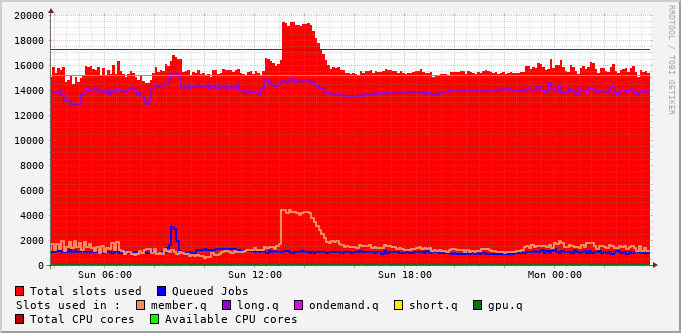 20000
18000
16000
14000
12000
10000
8000
6000
4000
2000
0
Sun 06:00 Sun 12:00 Sun 18:00 Mon 00:00
Total slots used Queued Jobs
Slots used in : member.q long.q ondemand.q short.q gpu.q
Total CPU cores Available CPU cores
RRDTOOL / TOBI OETIKER